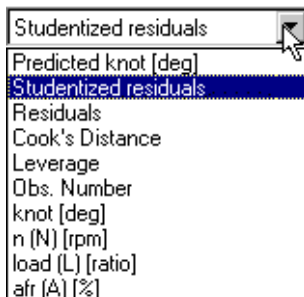 Studentized residuals
Predicted knot [deg]
Studentized residuals
Residuals
Cook's Distance
Leverage
Obs. Number
knot [deg]
n (N) [rpm]
load (L) [ratio]
afr (A) [%]